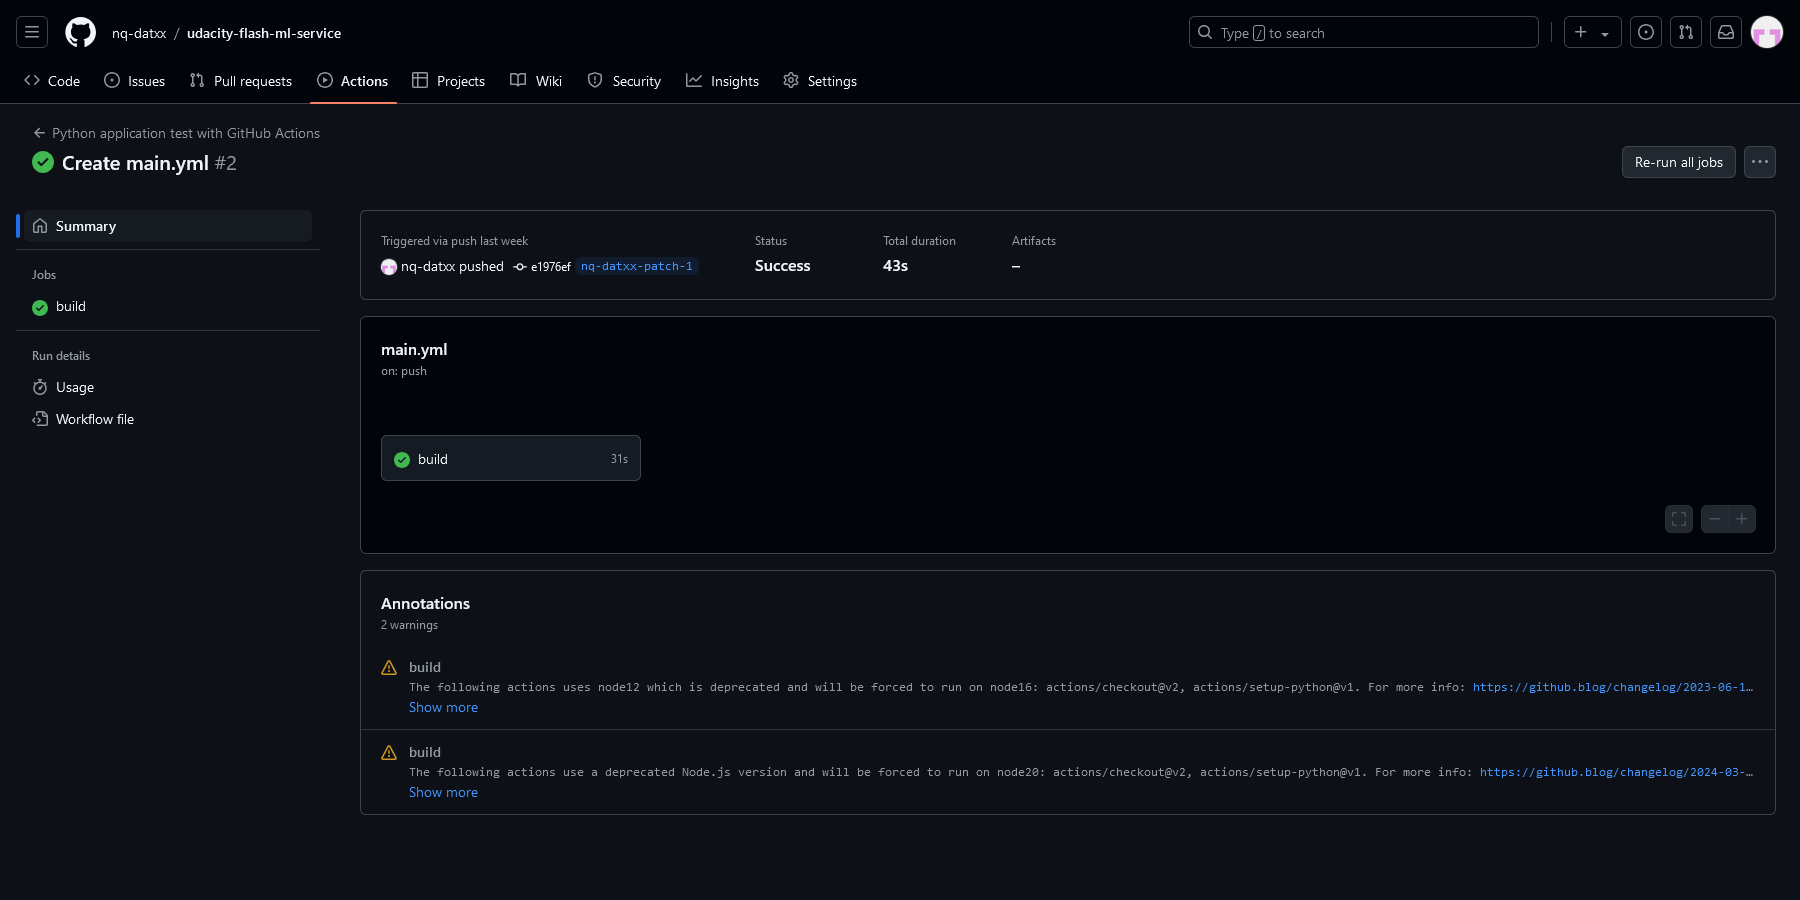 nq-datxx / udacity-flash-ml-service
Type / to search
Code Issues Pull requests Actions Projects Wiki Security Insights Settings
Python application test with GitHub Actions
Create main.yml #2
Re-run all jobs
Summary
Jobs
build
Run details
Usage
Workflow file
Triggered via push last week
nq-datxx pushed e1976ef nq-datxx-patch-1
Status
Success
Total duration
43s
Artifacts
–
main.yml
on: push
build 31s
Annotations
2 warnings
build
The following actions uses node12 which is deprecated and will be forced to run on node16: actions/checkout@v2, actions/setup-python@v1. For more info: https://github.blog/changelog/2023-06-1…
Show more
build
The following actions use a deprecated Node.js version and will be forced to run on node20: actions/checkout@v2, actions/setup-python@v1. For more info: https://github.blog/changelog/2024-03-…
Show more